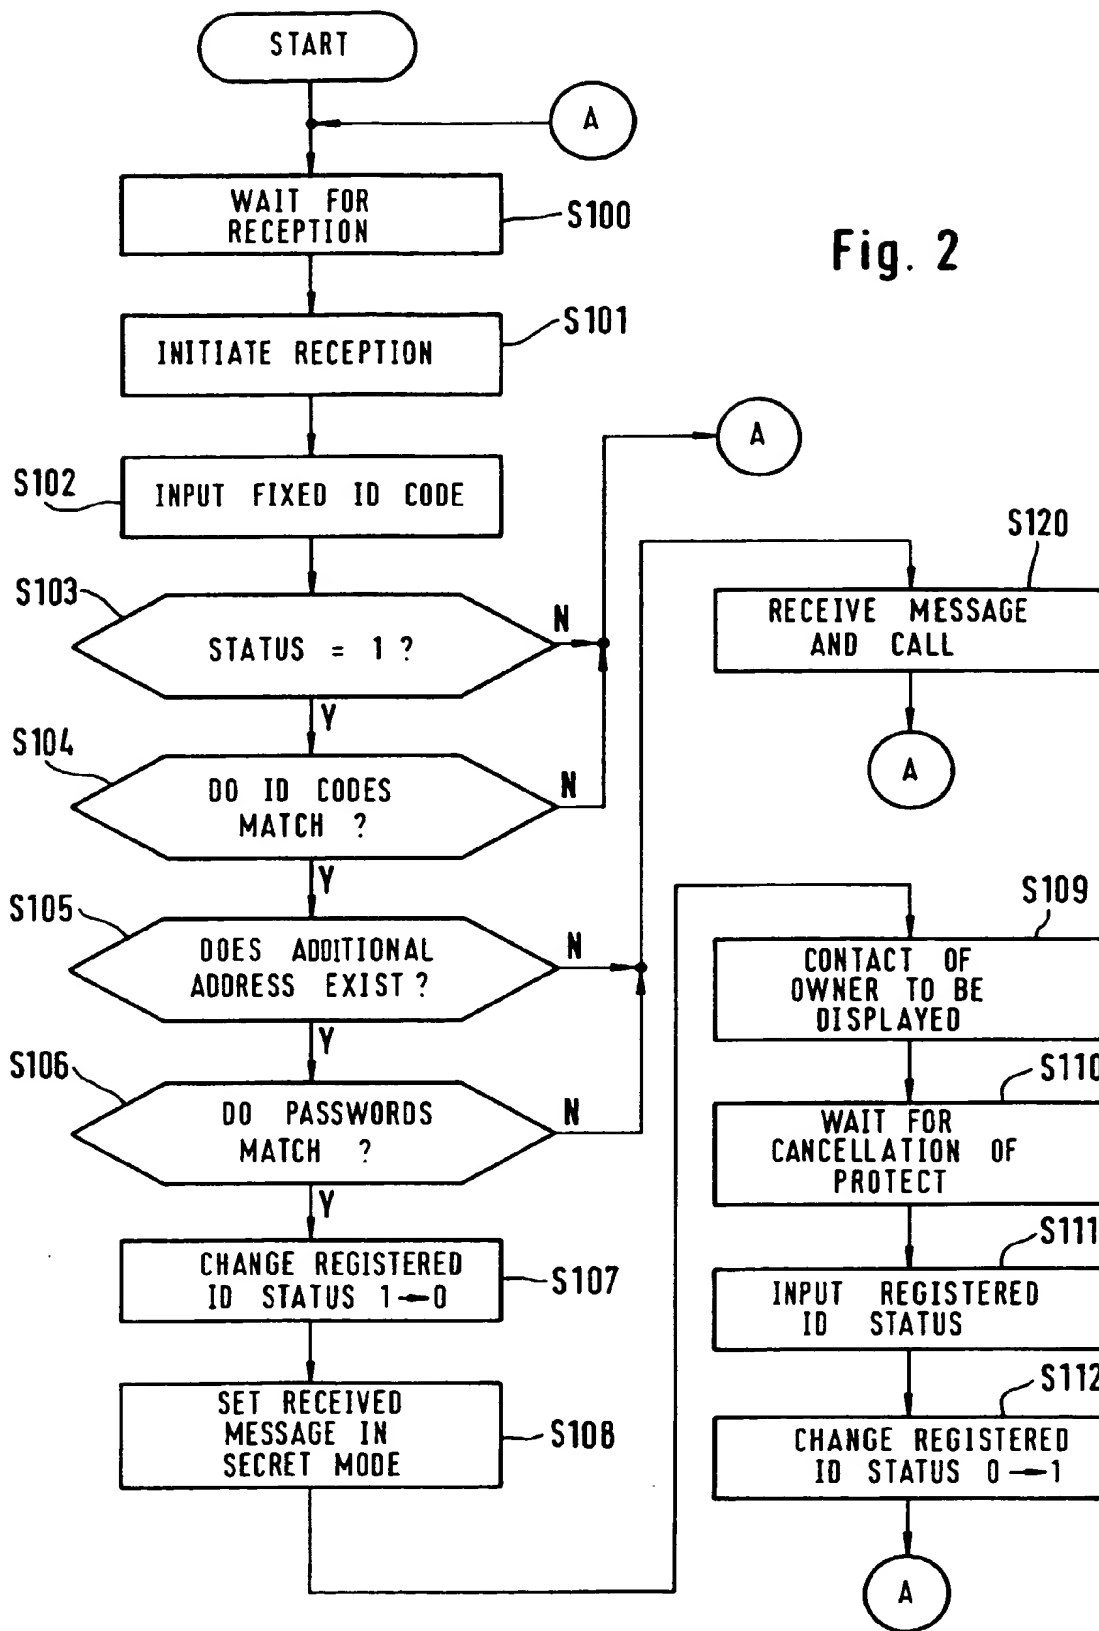 START
A
WAIT FOR
RECEPTION
S100
Fig. 2
INITIATE RECEPTION
S101
A
S102
INPUT FIXED ID CODE
S120
RECEIVE MESSAGE
AND CALL
S103
STATUS = 1 ?
N
Y
A
S104
DO ID CODES
MATCH ?
N
Y
S105
DOES ADDITIONAL
ADDRESS EXIST ?
N
Y
S106
DO PASSWORDS
MATCH ?
N
Y
CHANGE REGISTERED
ID STATUS 1→0
S107
SET RECEIVED
MESSAGE IN
SECRET MODE
S108
S109
CONTACT OF
OWNER TO BE
DISPLAYED
S110
WAIT FOR
CANCELLATION OF
PROTECT
S111
INPUT REGISTERED
ID STATUS
S112
CHANGE REGISTERED
ID STATUS 0→1
A